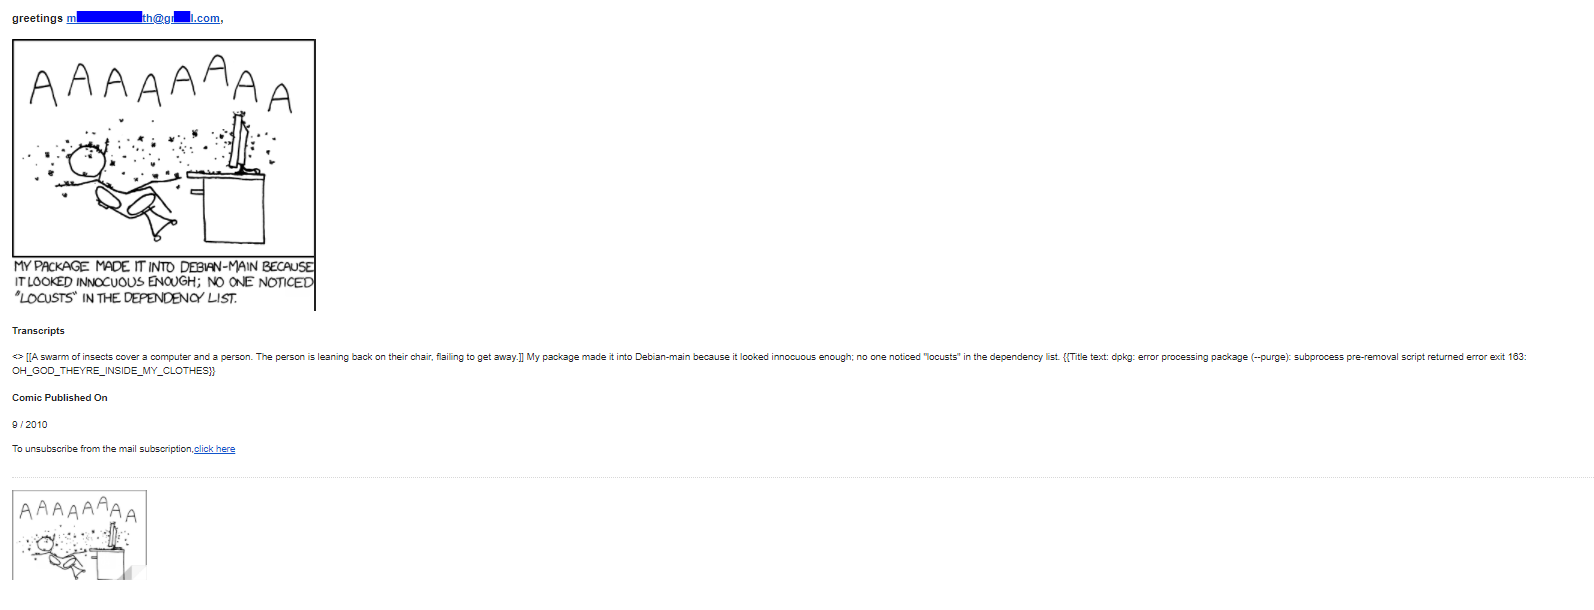 greetings m th@g l.com,
AAAAAAAA
MY PACKAGE MADE IT INTO DEBIAN-MAIN BECAUSE
IT LOOKED INNOCUOUS ENOUGH; NO ONE NOTICED
"LOCUSTS" IN THE DEPENDENCY LIST.
Transcripts
<> [[A swarm of insects cover a computer and a person. The person is leaning back on their chair, flailing to get away.]] My package made it into Debian-main because it looked innocuous enough; no one noticed "locusts" in the dependency list. {{Title text: dpkg: error processing package (--purge): subprocess pre-removal script returned error exit 163:
OH_GOD_THEYRE_INSIDE_MY_CLOTHES}}
Comic Published On
9 / 2010
To unsubscribe from the mail subscription,click here
AAAAAAAA